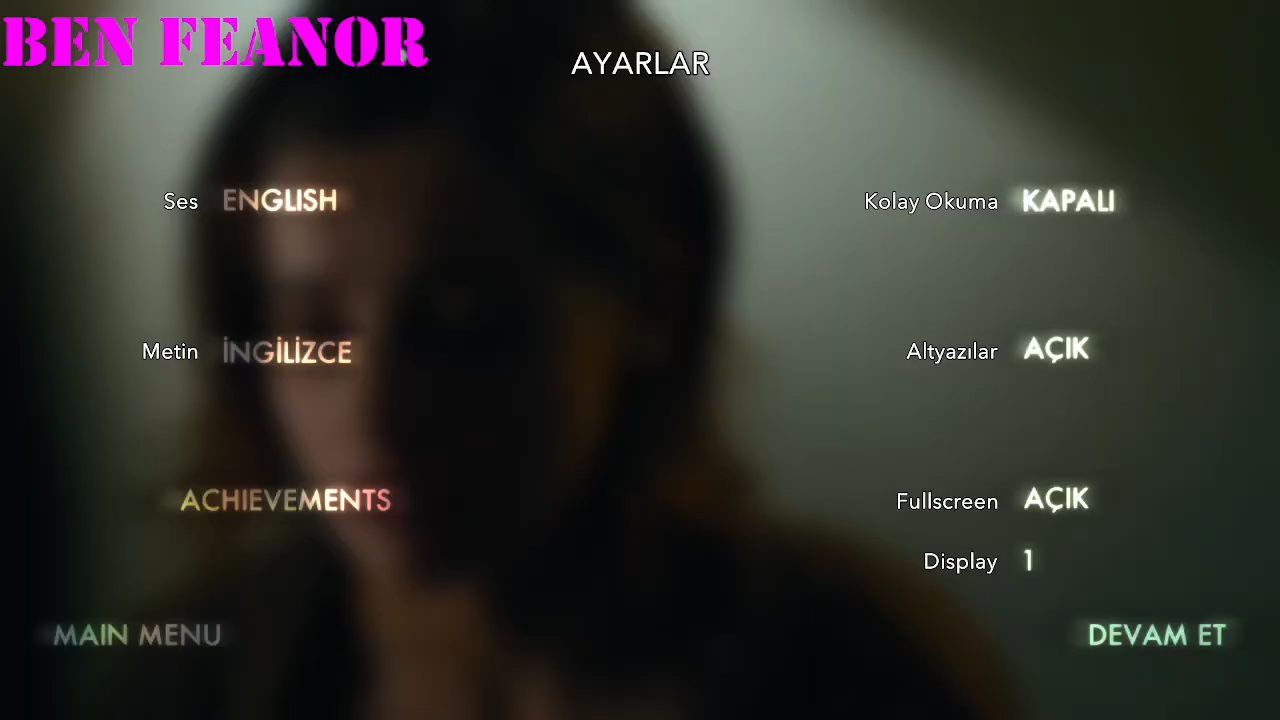 BEN FEANOR
AYARLAR
Ses ENGLISH
Kolay Okuma KAPALI
Metin İNGİLİZCE
Altyazılar AÇIK
ACHIEVEMENTS
Fullscreen AÇIK
Display 1
MAIN MENU
DEVAM ET